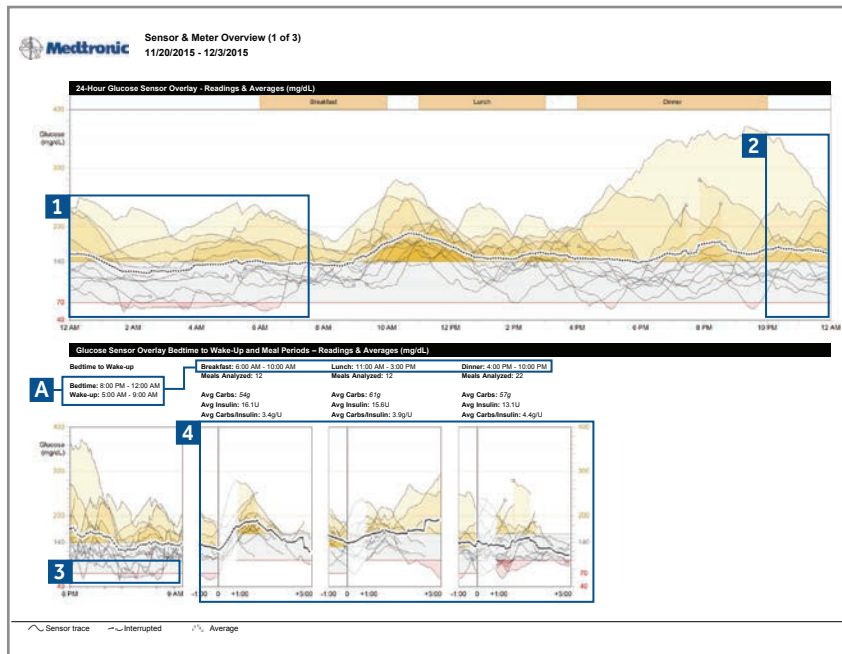 Medtronic
Sensor & Meter Overview (1 of 3)
11/20/2015 - 12/3/2015
24-Hour Glucose Sensor Overlay - Readings & Averages (mg/dL)
400 Breakfast Lunch Dinner
Glucose
(mg/dL)
300
200
140
70
40
1
2
12 AM 2 AM 4 AM 6 AM 8 AM 10 AM 12 PM 2 PM 4 PM 6 PM 8 PM 10 PM 12 AM
Glucose Sensor Overlay Bedtime to Wake-Up and Meal Periods – Readings & Averages (mg/dL)
Bedtime to Wake-up
A
Bedtime: 8:00 PM - 12:00 AM
Wake-up: 5:00 AM - 9:00 AM
Breakfast: 6:00 AM - 10:00 AM
Meals Analyzed: 12
Avg Carbs: 54g
Avg Insulin: 16.1U
Avg Carbs/Insulin: 3.4g/U
Lunch: 11:00 AM - 3:00 PM
Meals Analyzed: 12
Avg Carbs: 61g
Avg Insulin: 15.6U
Avg Carbs/Insulin: 3.9g/U
Dinner: 4:00 PM - 10:00 PM
Meals Analyzed: 22
Avg Carbs: 57g
Avg Insulin: 13.1U
Avg Carbs/Insulin: 4.4g/U
400 400
Glucose
(mg/dL)
300 300
200 200
140 140
70
40 40
3
4
8 PM 9 AM -1:00 0 +1:00 +5:00 -1:00 0 +1:00 +5:00 -1:00 0 +1:00 +5:00
Sensor trace Interrupted Average